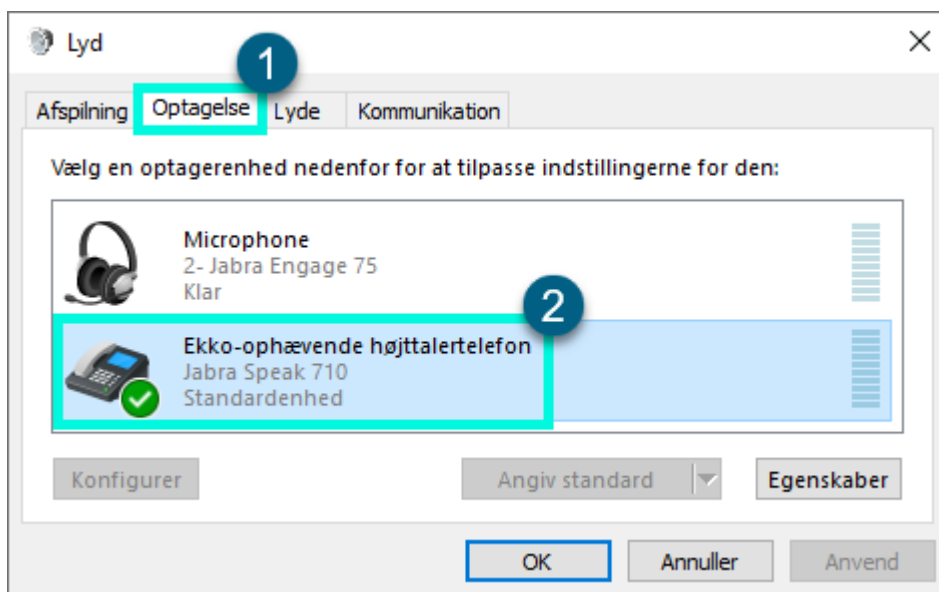 Lyd
1
Afspilning Optagelse Lyde Kommunikation
Vælg en optagerenhed nedenfor for at tilpasse indstillingerne for den:
Microphone
2- Jabra Engage 75
Klar
2
Ekko-ophævende højttalertelefon
Jabra Speak 710
Standardenhed
Konfigurer Angiv standard Egenskaber
OK Annuller Anvend